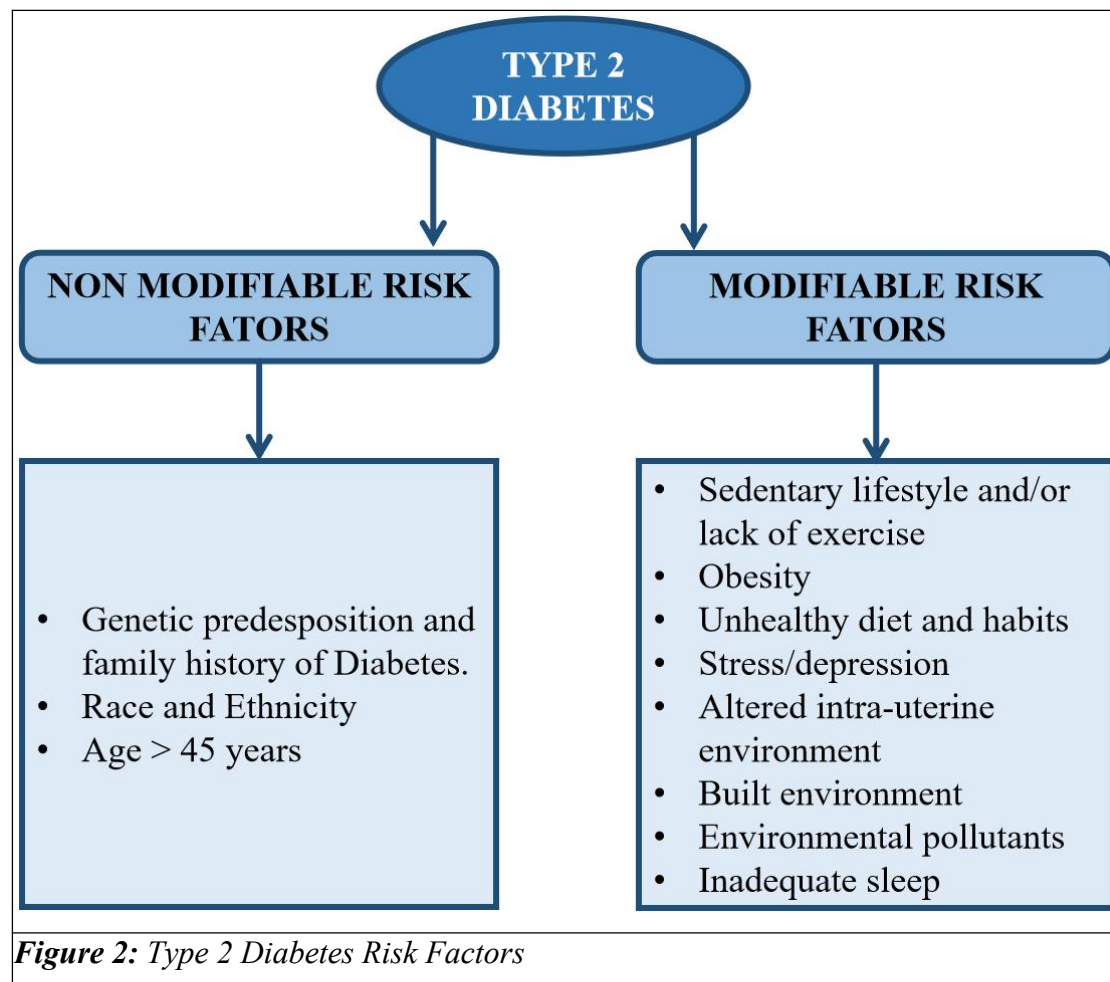 TYPE 2
DIABETES
NON MODIFIABLE RISK
FATORS
• Genetic predesposition and
family history of Diabetes.
• Race and Ethnicity
• Age > 45 years
MODIFIABLE RISK
FATORS
• Sedentary lifestyle and/or
lack of exercise
• Obesity
• Unhealthy diet and habits
• Stress/depression
• Altered intra-uterine
environment
• Built environment
• Environmental pollutants
• Inadequate sleep
Figure 2: Type 2 Diabetes Risk Factors